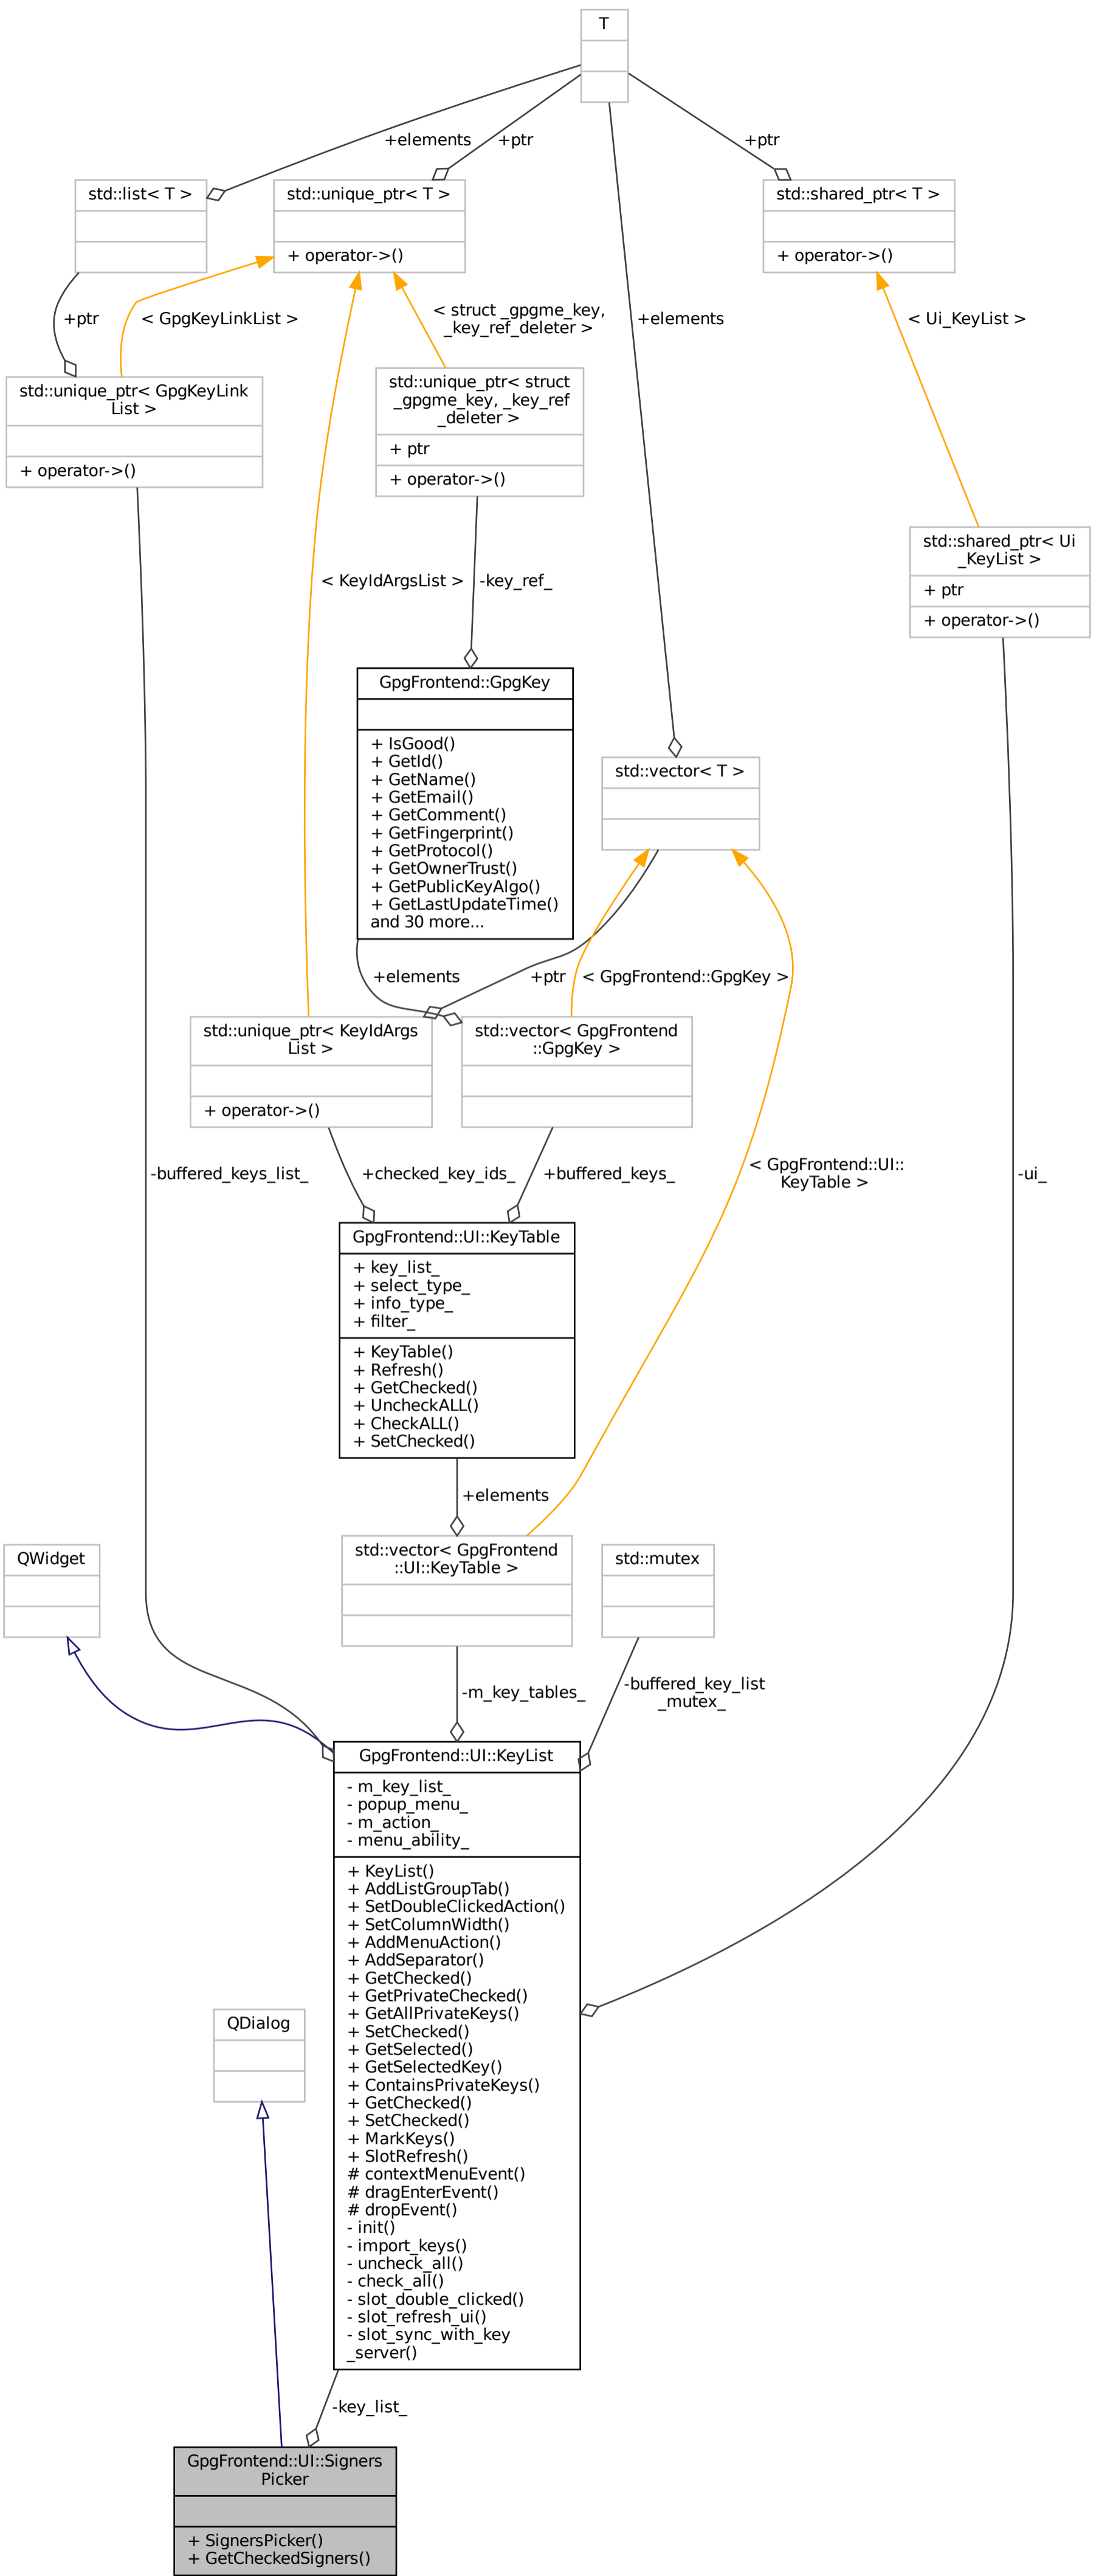 T
+elements
+ptr
+ptr
std::list< T >
std::unique_ptr< T >
+ operator->()
std::shared_ptr< T >
+ operator->()
+ptr
< GpgKeyLinkList >
< struct _gpgme_key,
_key_ref_deleter >
+elements
< Ui_KeyList >
std::unique_ptr< GpgKeyLink
List >
+ operator->()
std::unique_ptr< struct
_gpgme_key, _key_ref
_deleter >
+ ptr
+ operator->()
std::shared_ptr< Ui
_KeyList >
+ ptr
+ operator->()
< KeyIdArgsList >
-key_ref_
GpgFrontend::GpgKey
+ IsGood()
+ GetId()
+ GetName()
+ GetEmail()
+ GetComment()
+ GetFingerprint()
+ GetProtocol()
+ GetOwnerTrust()
+ GetPublicKeyAlgo()
+ GetLastUpdateTime()
and 30 more...
std::vector< T >
+elements
+ptr
< GpgFrontend::GpgKey >
std::unique_ptr< KeyIdArgs
List >
+ operator->()
std::vector< GpgFrontend
::GpgKey >
-buffered_keys_list_
+checked_key_ids_
+buffered_keys_
< GpgFrontend::UI::
KeyTable >
-ui_
GpgFrontend::UI::KeyTable
+ key_list_
+ select_type_
+ info_type_
+ filter_
+ KeyTable()
+ Refresh()
+ GetChecked()
+ UncheckALL()
+ CheckALL()
+ SetChecked()
+elements
QWidget
std::vector< GpgFrontend
::UI::KeyTable >
std::mutex
-m_key_tables_
-buffered_key_list
_mutex_
GpgFrontend::UI::KeyList
- m_key_list_
- popup_menu_
- m_action_
- menu_ability_
+ KeyList()
+ AddListGroupTab()
+ SetDoubleClickedAction()
+ SetColumnWidth()
+ AddMenuAction()
+ AddSeparator()
+ GetChecked()
+ GetPrivateChecked()
+ GetAllPrivateKeys()
+ SetChecked()
+ GetSelected()
+ GetSelectedKey()
+ ContainsPrivateKeys()
+ GetChecked()
+ SetChecked()
+ MarkKeys()
+ SlotRefresh()
# contextMenuEvent()
# dragEnterEvent()
# dropEvent()
- init()
- import_keys()
- uncheck_all()
- check_all()
- slot_double_clicked()
- slot_refresh_ui()
- slot_sync_with_key
_server()
QDialog
-key_list_
GpgFrontend::UI::Signers
Picker
+ SignersPicker()
+ GetCheckedSigners()